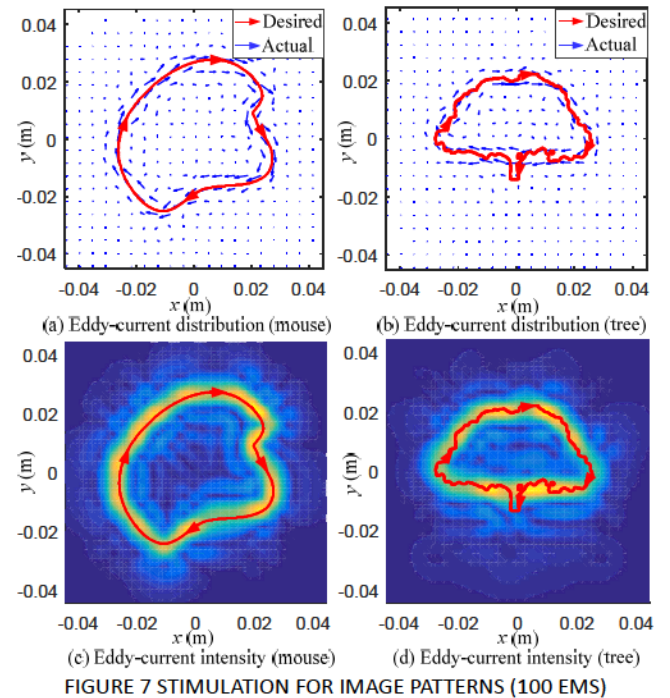 Desired
Actual
0.04
0.02
0
-0.02
-0.04
y (m)
-0.04 -0.02 0 0.02 0.04
x (m)
(a) Eddy-current distribution (mouse)
Desired
Actual
0.04
0.02
0
-0.02
-0.04
y (m)
-0.04 -0.02 0 0.02 0.04
x (m)
(b) Eddy-current distribution (tree)
0.04
0.02
0
-0.02
-0.04
y (m)
-0.04 -0.02 0 0.02 0.04
x (m)
(c) Eddy-current intensity (mouse)
0.04
0.02
0
-0.02
-0.04
y (m)
-0.04 -0.02 0 0.02 0.04
x (m)
(d) Eddy-current intensity (tree)
FIGURE 7 STIMULATION FOR IMAGE PATTERNS (100 EMS)